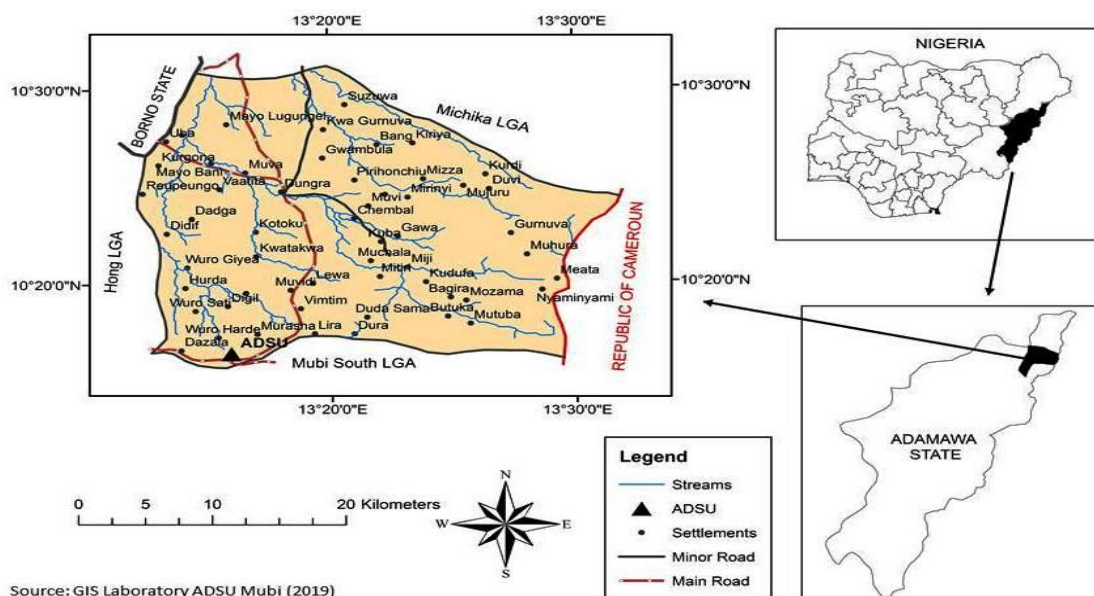 13°20'0"E
13°30'0"E
10°30'0"N
10°30'0"N
BORNO STATE
Michika LGA
Suzuwa
Mayo Lugungel
Kwa Gurnuva
Uba
Bang
Kiriya
Gwambula
Kurgona
Muva
Kurdi
Mayo Bani
Vaatita
Pirihonchiu
Mizza
Duvi
Reupeungo
Dungra
Muvi
Mirinyi
Mujuru
Chembal
Dadga
Didif
Kotoku
Kuba
Gawa
Gurnuva
Kwatakwa
Muchala
Miji
Muhura
Wuro Giyea
Mitiri
Hong LGA
Hurda
Muvidi
Lewa
Kudufa
Meata
10°20'0"N
10°20'0"N
Bagira
Mozama
Nyaminyami
Wuro Sati
Digil
Vimtim
Duda Sama
Butuka
Mutuba
Wuro Harde
Murasha
Lira
Dura
Dazala
ADSU
Mubi South LGA
REPUBLIC OF CAMEROUN
13°20'0"E
13°30'0"E
NIGERIA
ADAMAWA
STATE
0 5 10 20 Kilometers
N
W
E
S
Legend
Streams
ADSU
Settlements
Minor Road
Main Road
Source: GIS Laboratory ADSU Mubi (2019)